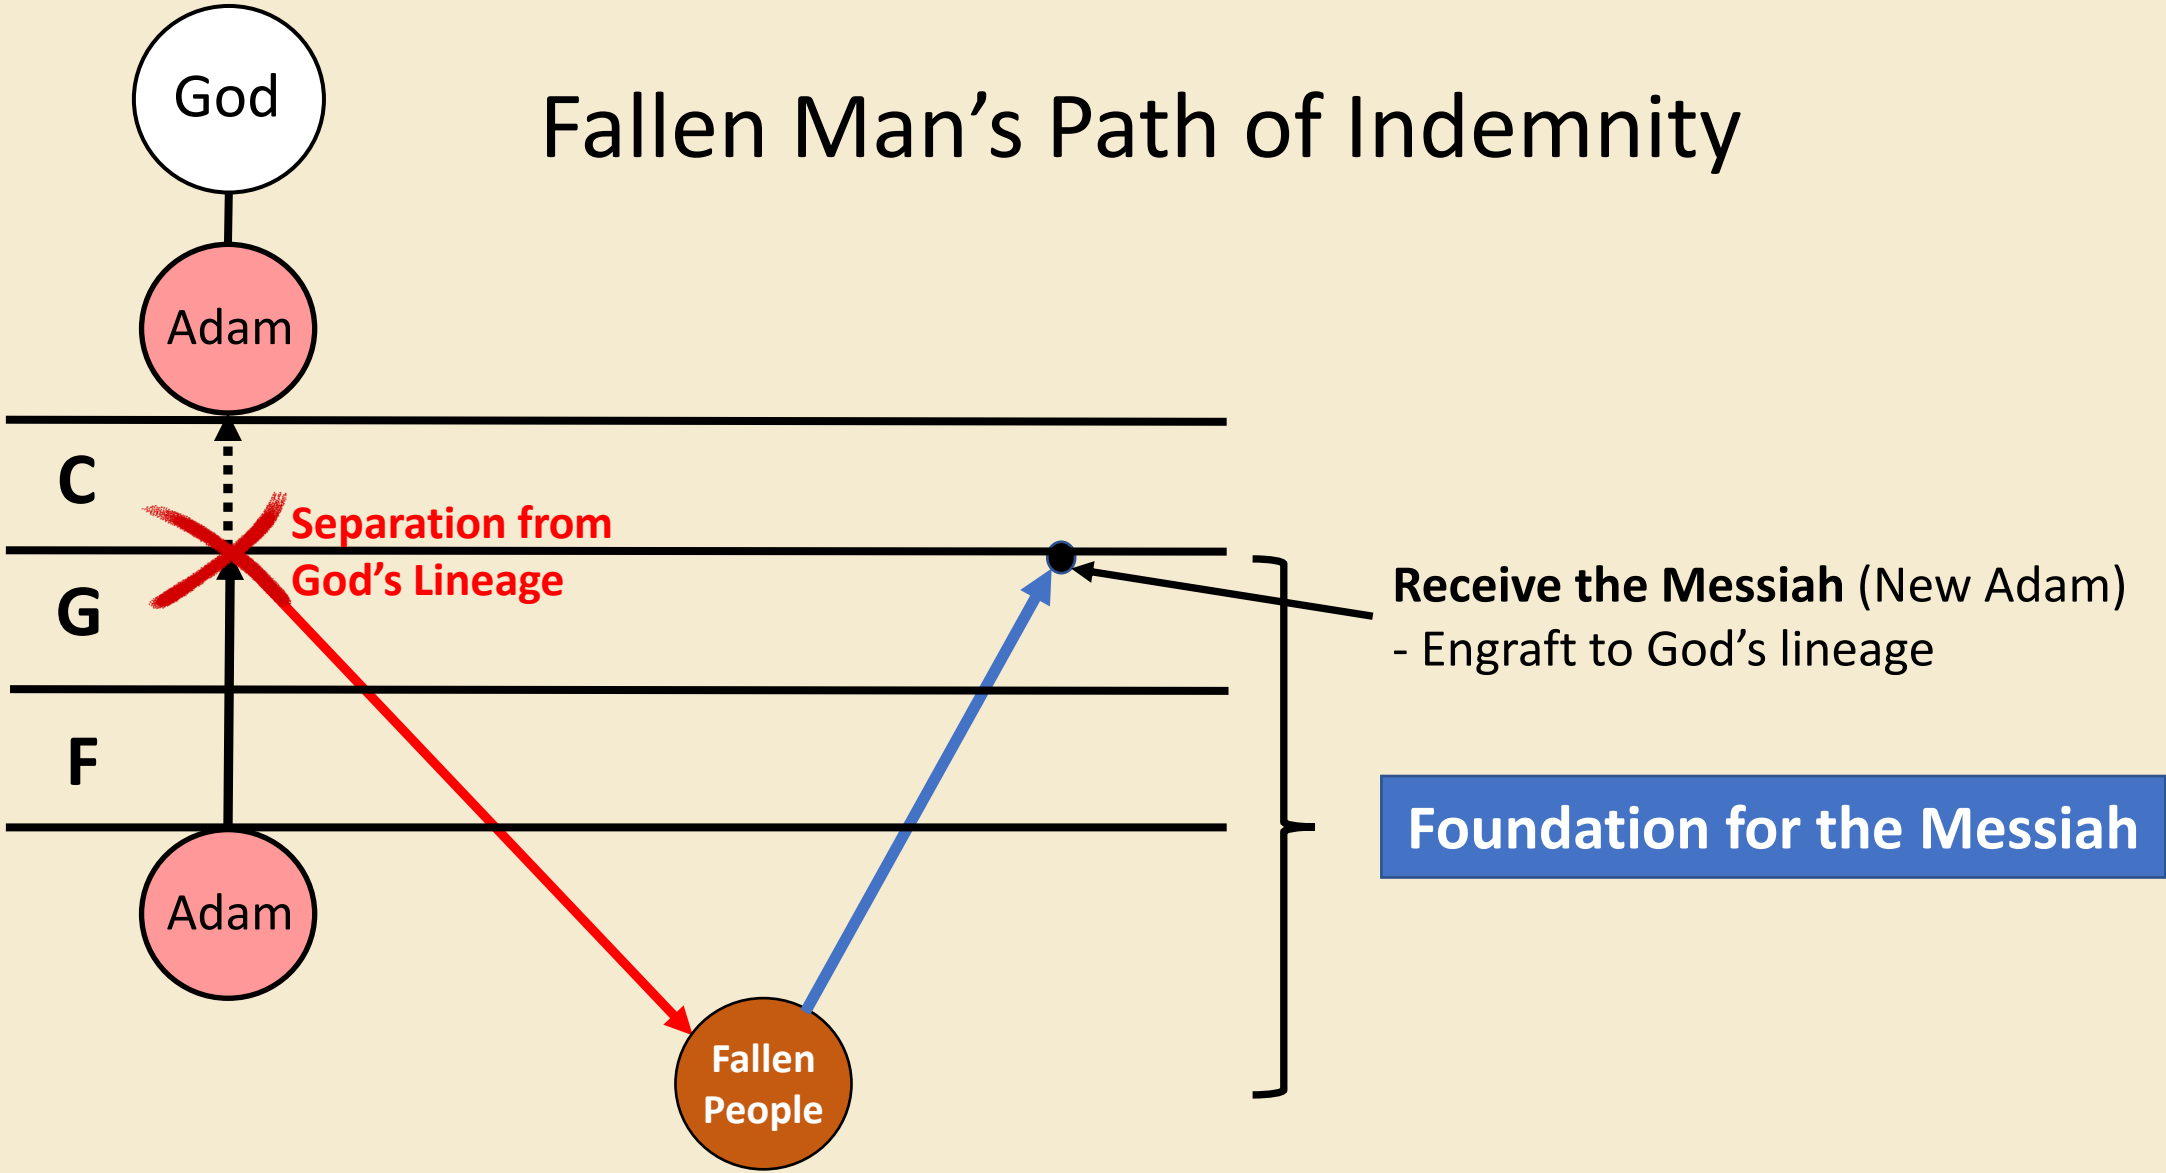 God
Fallen Man’s Path of Indemnity
Adam
C
Separation from
God’s Lineage
G
Receive the Messiah (New Adam)
- Engraft to God’s lineage
F
Foundation for the Messiah
Adam
Fallen
People